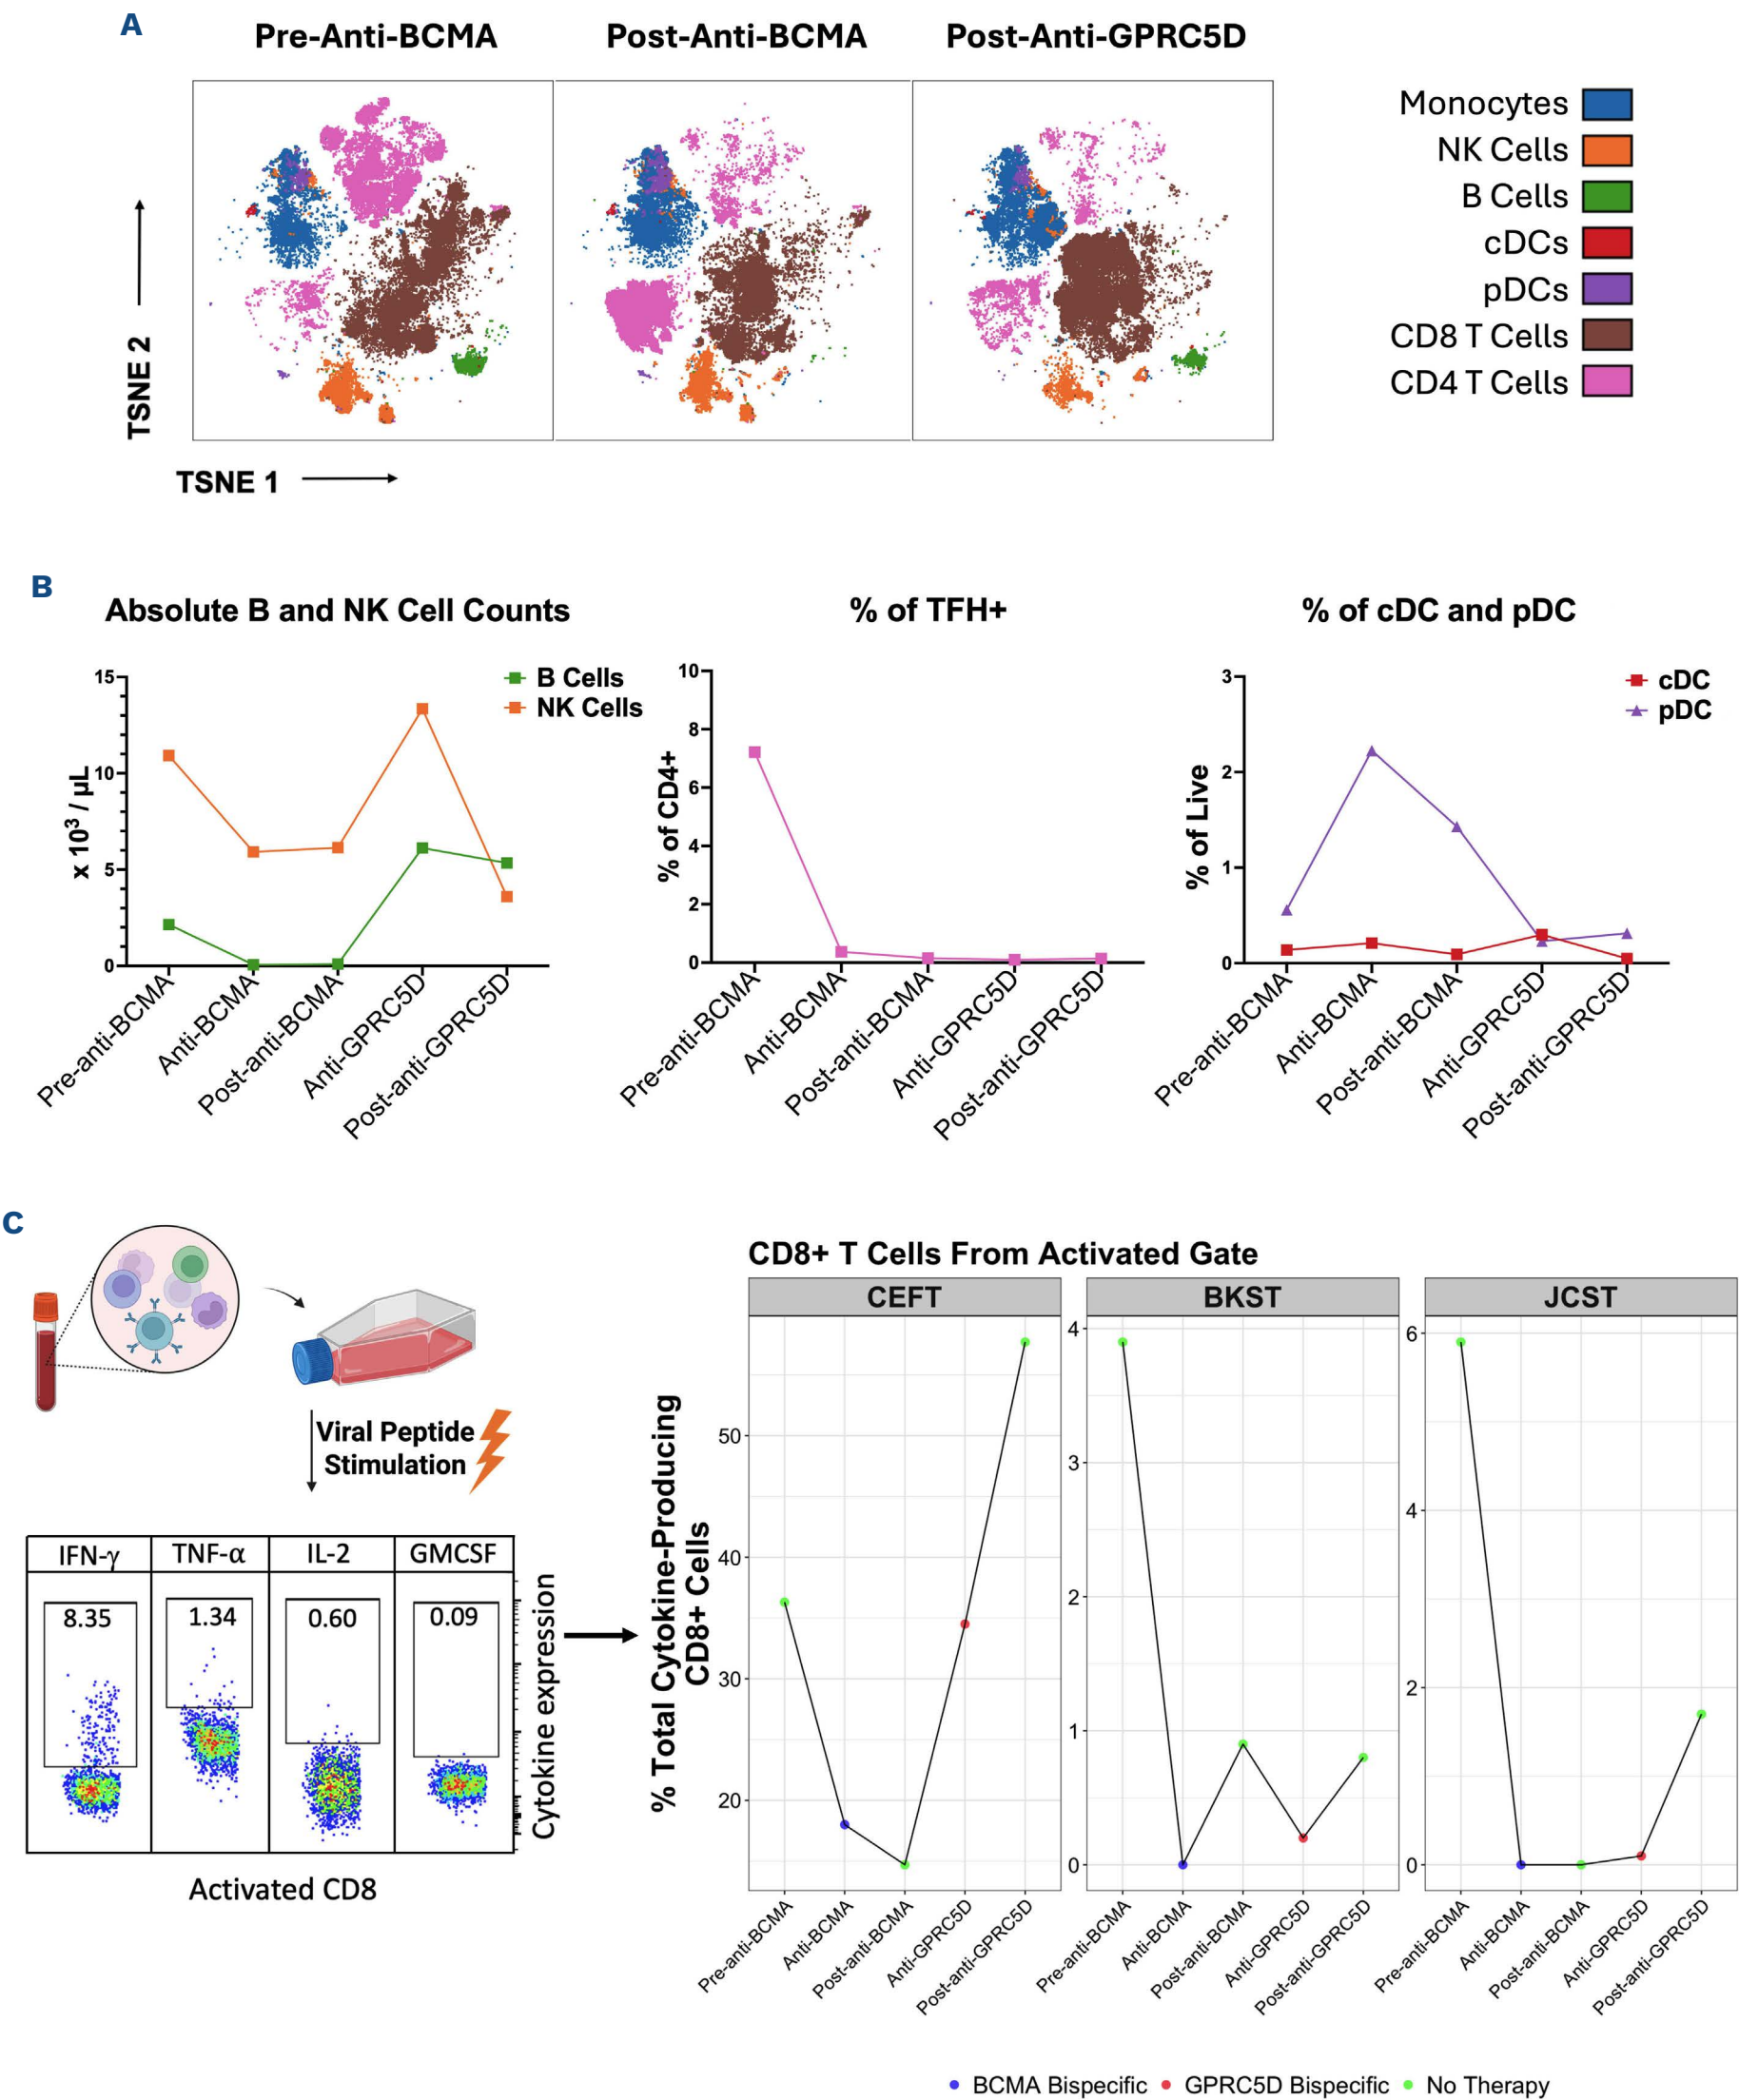 A
Pre-Anti-BCMA
Post-Anti-BCMA
Post-Anti-GPRC5D
Monocytes
NK Cells
B Cells
cDCs
pDCs
CD8 T Cells
CD4 T Cells
TSNE 2
TSNE 1
B
Absolute B and NK Cell Counts
B Cells
NK Cells
x 10³ / µL
15
10
5
0
Pre-anti-BCMA
Anti-BCMA
Post-anti-BCMA
Anti-GPRC5D
Post-anti-GPRC5D
% of TFH+
% of CD4+
10
8
6
4
2
0
Pre-anti-BCMA
Anti-BCMA
Post-anti-BCMA
Anti-GPRC5D
Post-anti-GPRC5D
% of cDC and pDC
cDC
pDC
% of Live
3
2
1
0
Pre-anti-BCMA
Anti-BCMA
Post-anti-BCMA
Anti-GPRC5D
Post-anti-GPRC5D
C
Viral Peptide
Stimulation
IFN-γ TNF-α IL-2 GMCSF
8.35 1.34 0.60 0.09
Cytokine expression
Activated CD8
CD8+ T Cells From Activated Gate
% Total Cytokine-Producing
CD8+ Cells
CEFT
50
40
30
20
Pre-anti-BCMA
Anti-BCMA
Post-anti-BCMA
Anti-GPRC5D
Post-anti-GPRC5D
BKST
4
3
2
1
0
Pre-anti-BCMA
Anti-BCMA
Post-anti-BCMA
Anti-GPRC5D
Post-anti-GPRC5D
JCST
6
4
2
0
Pre-anti-BCMA
Anti-BCMA
Post-anti-BCMA
Anti-GPRC5D
Post-anti-GPRC5D
BCMA Bispecific GPRC5D Bispecific No Therapy